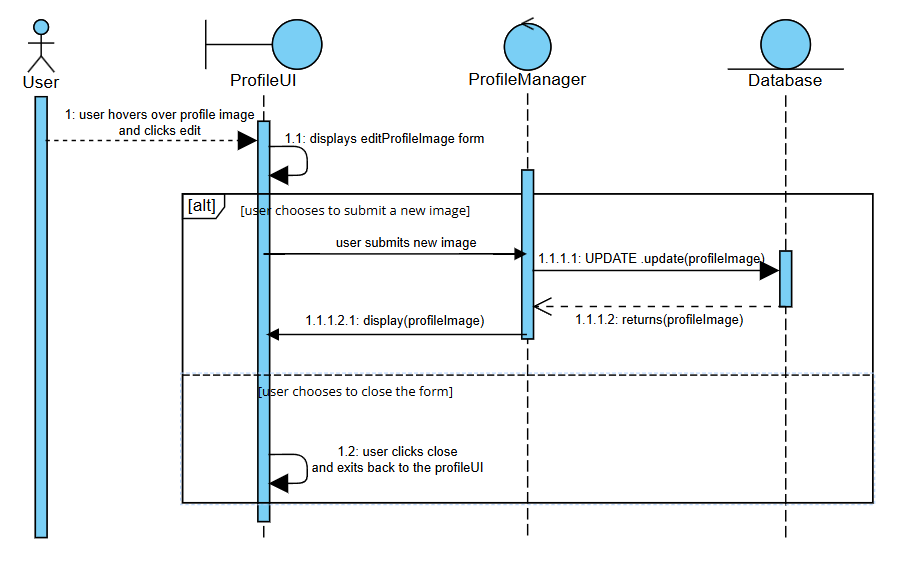 User
ProfileUI
ProfileManager
Database
1: user hovers over profile image
and clicks edit
1.1: displays editProfileImage form
[alt]
[user chooses to submit a new image]
user submits new image
1.1.1.1: UPDATE .update(profileImage)
1.1.1.2: returns(profileImage)
1.1.1.2.1: display(profileImage)
[user chooses to close the form]
1.2: user clicks close
and exits back to the profileUI